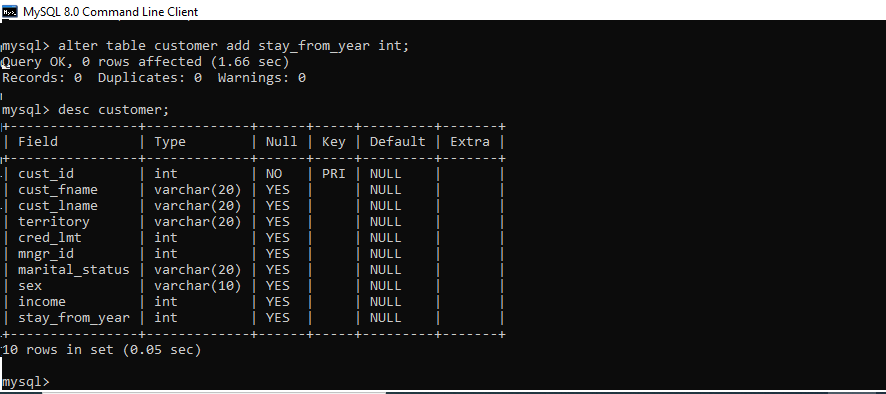 MySQL 8.0 Command Line Client
mysql> alter table customer add stay_from_year int;
Query OK, 0 rows affected (1.66 sec)
Records: 0  Duplicates: 0  Warnings: 0
mysql> desc customer;
+----------------+-------------+------+-----+---------+-------+
| Field          | Type        | Null | Key | Default | Extra |
+----------------+-------------+------+-----+---------+-------+
| cust_id        | int         | NO   | PRI | NULL    |       |
| cust_fname     | varchar(20) | YES  |     | NULL    |       |
| cust_lname     | varchar(20) | YES  |     | NULL    |       |
| territory      | varchar(20) | YES  |     | NULL    |       |
| cred_lmt       | int         | YES  |     | NULL    |       |
| mngr_id        | int         | YES  |     | NULL    |       |
| marital_status | varchar(20) | YES  |     | NULL    |       |
| sex            | varchar(10) | YES  |     | NULL    |       |
| income         | int         | YES  |     | NULL    |       |
| stay_from_year | int         | YES  |     | NULL    |       |
+----------------+-------------+------+-----+---------+-------+
10 rows in set (0.05 sec)
mysql>